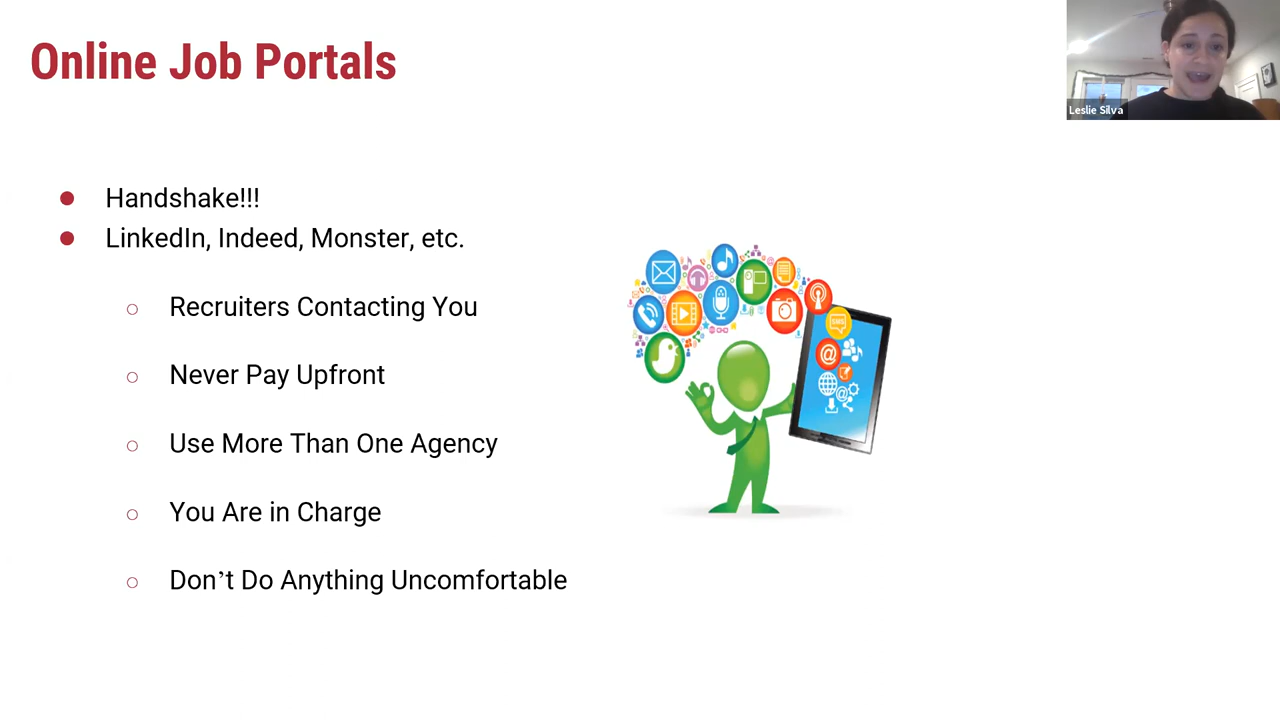 Online Job Portals
Leslie Silva
Handshake!!!
LinkedIn, Indeed, Monster, etc.
Recruiters Contacting You
Never Pay Upfront
Use More Than One Agency
You Are in Charge
Don’t Do Anything Uncomfortable
SMS
@
@